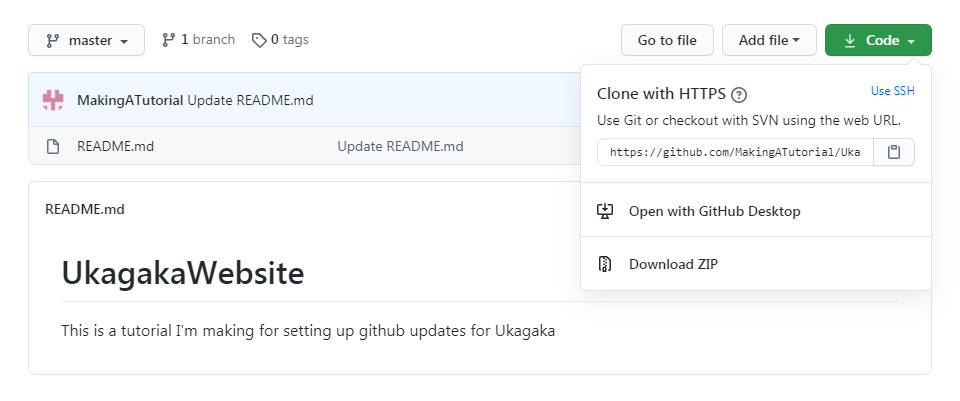 master 1 branch 0 tags Go to file Add file Code
MakingATutorial Update README.md
README.md Update README.md
Clone with HTTPS ? Use SSH
Use Git or checkout with SVN using the web URL.
https://github.com/MakingATutorial/Uka
Open with GitHub Desktop
Download ZIP
README.md
UkagakaWebsite
This is a tutorial I'm making for setting up github updates for Ukagaka